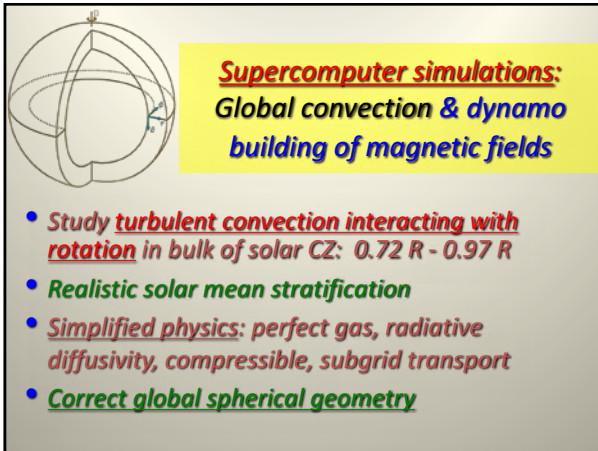 Supercomputer simulations:
Global convection & dynamo
building of magnetic fields
• Study turbulent convection interacting with
rotation in bulk of solar CZ: 0.72 R - 0.97 R
• Realistic solar mean stratification
• Simplified physics: perfect gas, radiative
diffusivity, compressible, subgrid transport
• Correct global spherical geometry